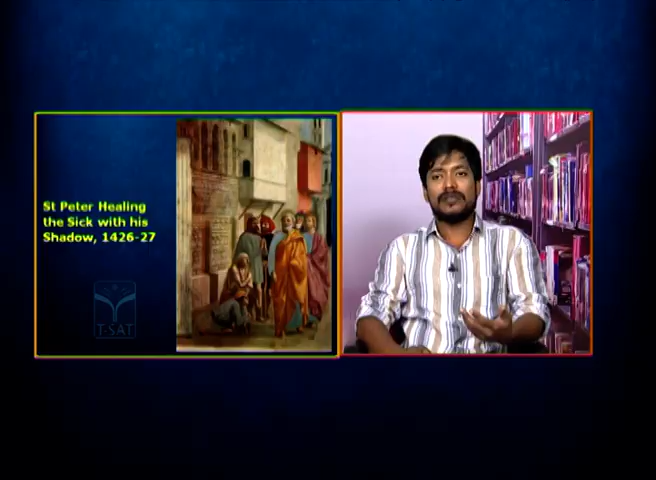 St Peter Healing
the Sick with his
Shadow, 1426-27
T-SAT